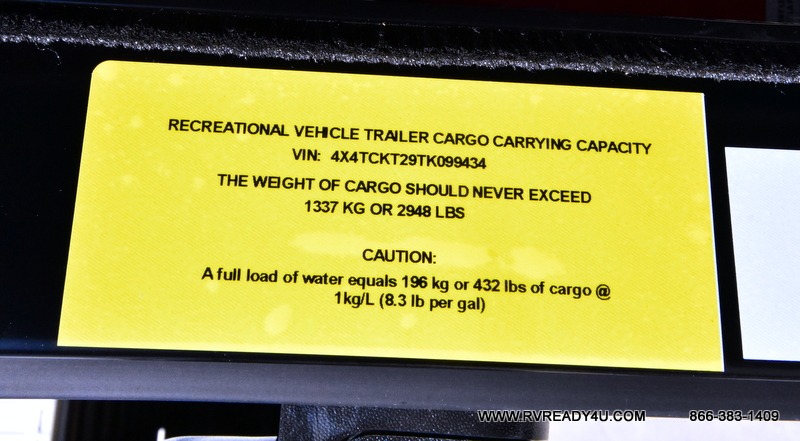 RECREATIONAL VEHICLE TRAILER CARGO CARRYING CAPACITY
VIN: 4X4TCKT29TK099434
THE WEIGHT OF CARGO SHOULD NEVER EXCEED
1337 KG OR 2948 LBS
CAUTION:
A full load of water equals 196 kg or 432 lbs of cargo @
1kg/L (8.3 lb per gal)
WWW.RVREADY4U.COM 866-383-1409